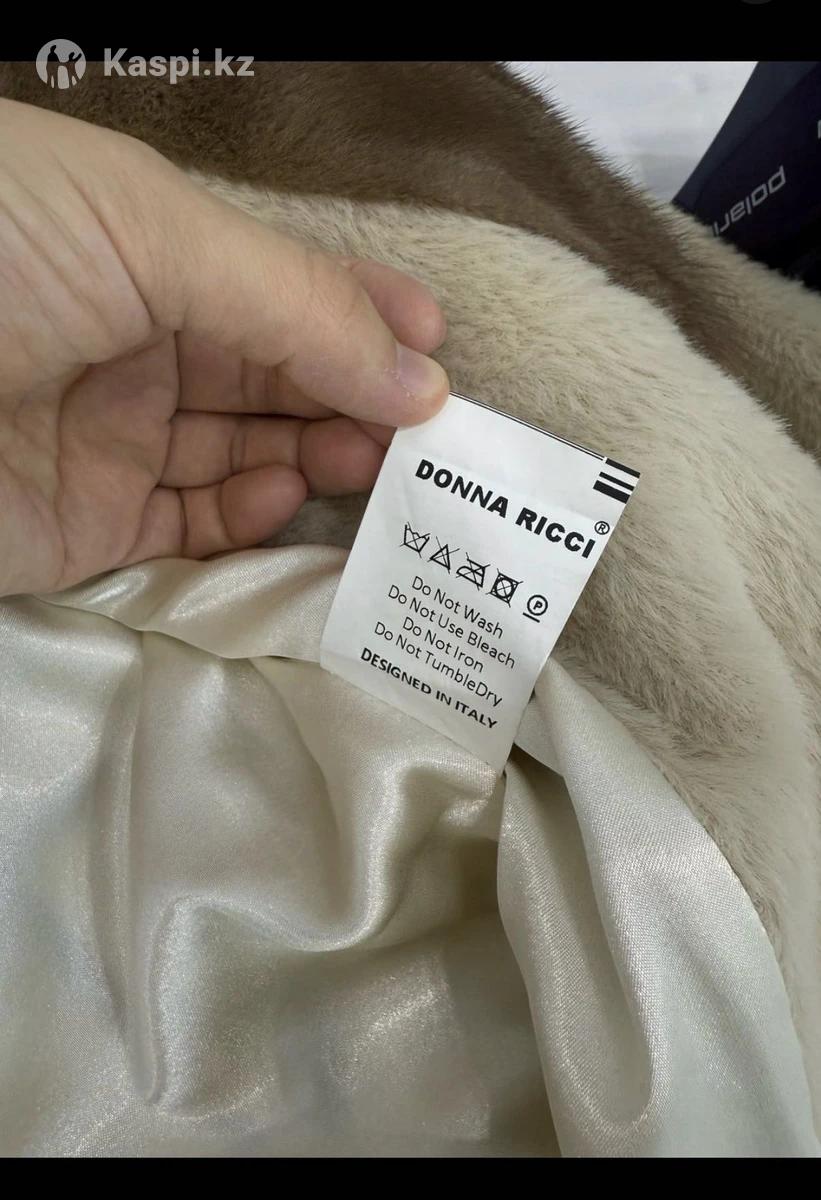 Kaspi.kz
polaris
DONNA RICCI®
P
Do Not Wash
Do Not Use Bleach
Do Not Iron
Do Not TumbleDry
DESIGNED IN ITALY